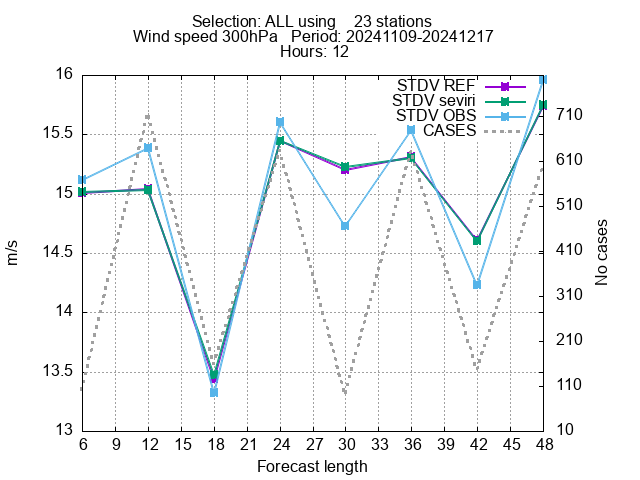 Selection: ALL using    23 stations
Wind speed 300hPa   Period: 20241109-20241217
Hours: 12
STDV REF
STDV seviri
STDV OBS
CASES
16
15.5
15
14.5
14
13.5
13
m/s
710
610
510
410
310
210
110
10
No cases
6 9 12 15 18 21 24 27 30 33 36 39 42 45 48
Forecast length